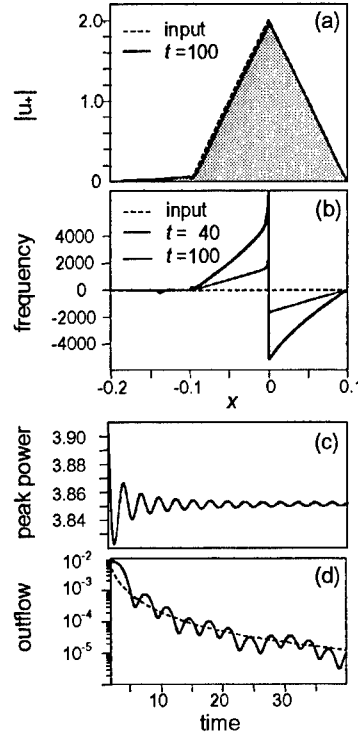 (a)
input
t=100
|u+|
2.0
1.0
0
(b)
input
t= 40
t=100
frequency
4000
2000
0
-2000
-4000
-0.2 -0.1 0 0.1
x
(c)
peak power
3.90
3.88
3.86
3.84
(d)
outflow
10-2
10-3
10-4
10-5
10 20 30
time